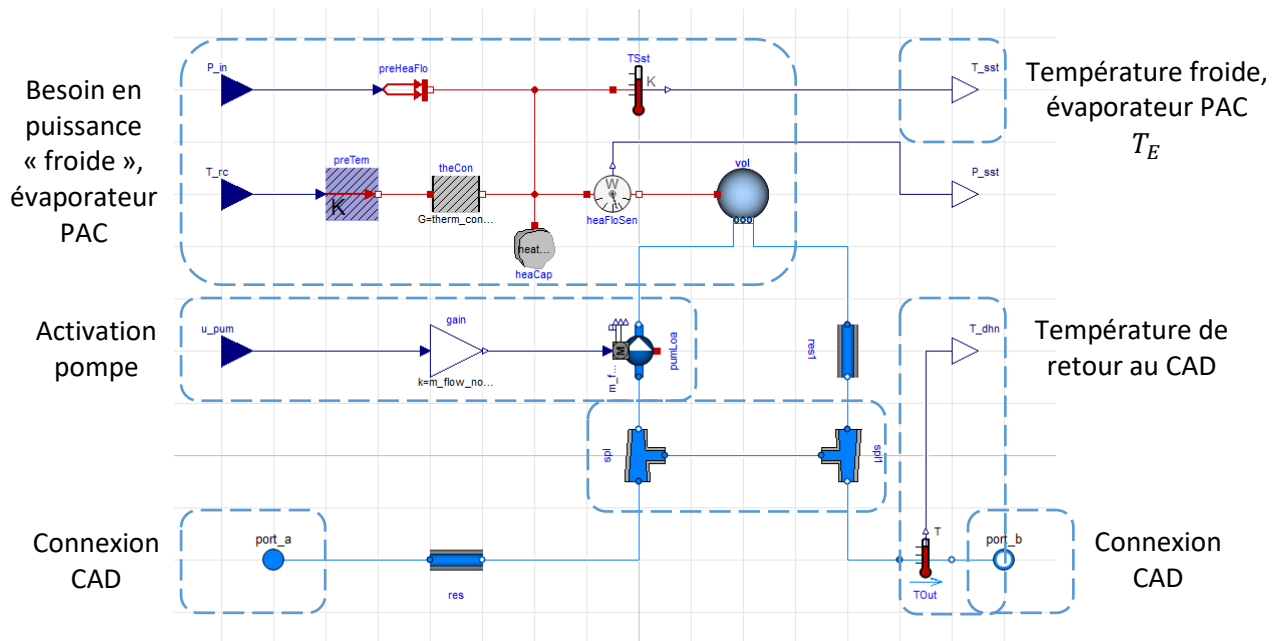 P_in
preHeaFlo
TSst
K
T_sst
Température froide,
évaporateur PAC
T_E
Besoin en
puissance
« froide »,
évaporateur
PAC
T_rc
preTem
K
theCon
G=therm_con...
W
heaFloSen
vol
P_sst
heat...
heaCap
Activation
pompe
u_pum
gain
k=m_flow_no...
M
m_f...
pumLoa
res1
T_dhn
Température de
retour au CAD
spl
spl1
Connexion
CAD
port_a
res
T
TOut
port_b
Connexion
CAD